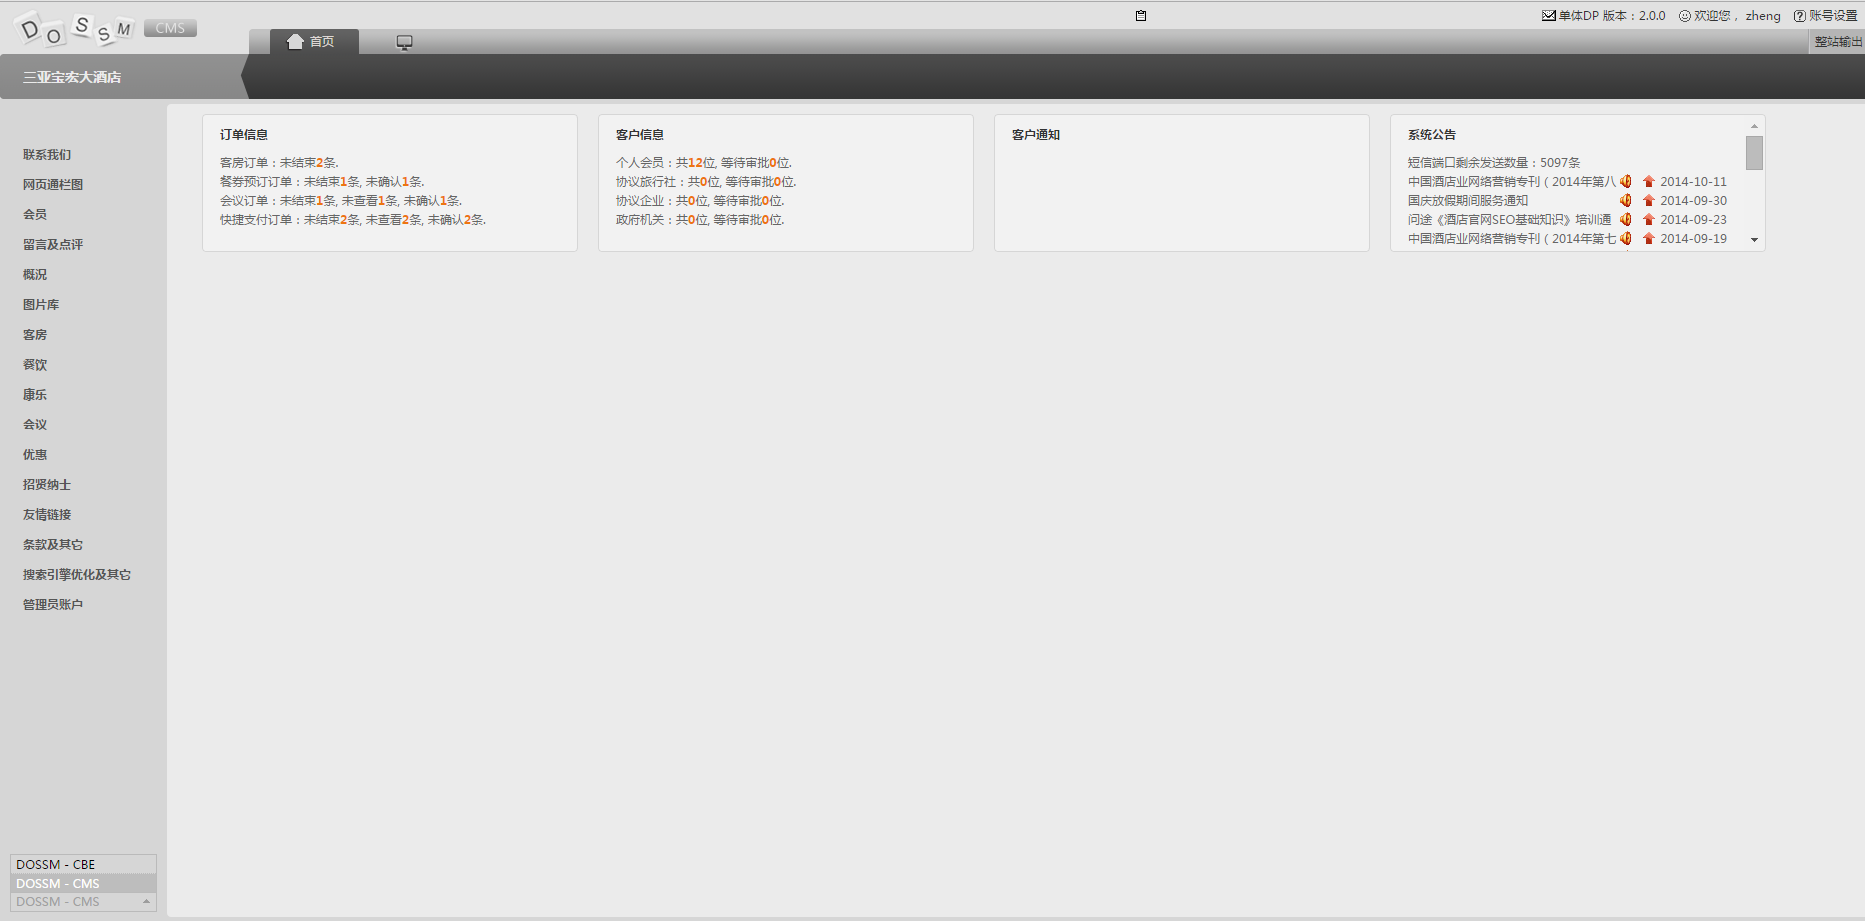 DOSSM CMS
单体DP 版本：2.0.0 欢迎您， zheng 账号设置
首页
整站输出
三亚宝宏大酒店
联系我们
网页通栏图
会员
留言及点评
概况
图片库
客房
餐饮
康乐
会议
优惠
招贤纳士
友情链接
条款及其它
搜索引擎优化及其它
管理员账户
DOSSM - CBE
DOSSM - CMS
DOSSM - CMS
订单信息
客房订单：未结束2条.
餐券预订订单：未结束1条, 未确认1条.
会议订单：未结束1条, 未查看1条, 未确认1条.
快捷支付订单：未结束2条, 未查看2条, 未确认2条.
客户信息
个人会员：共12位, 等待审批0位.
协议旅行社：共0位, 等待审批0位.
协议企业：共0位, 等待审批0位.
政府机关：共0位, 等待审批0位.
客户通知
系统公告
短信端口剩余发送数量：5097条
中国酒店业网络营销专刊（2014年第八 2014-10-11
国庆放假期间服务通知 2014-09-30
问途《酒店官网SEO基础知识》培训通 2014-09-23
中国酒店业网络营销专刊（2014年第七 2014-09-19